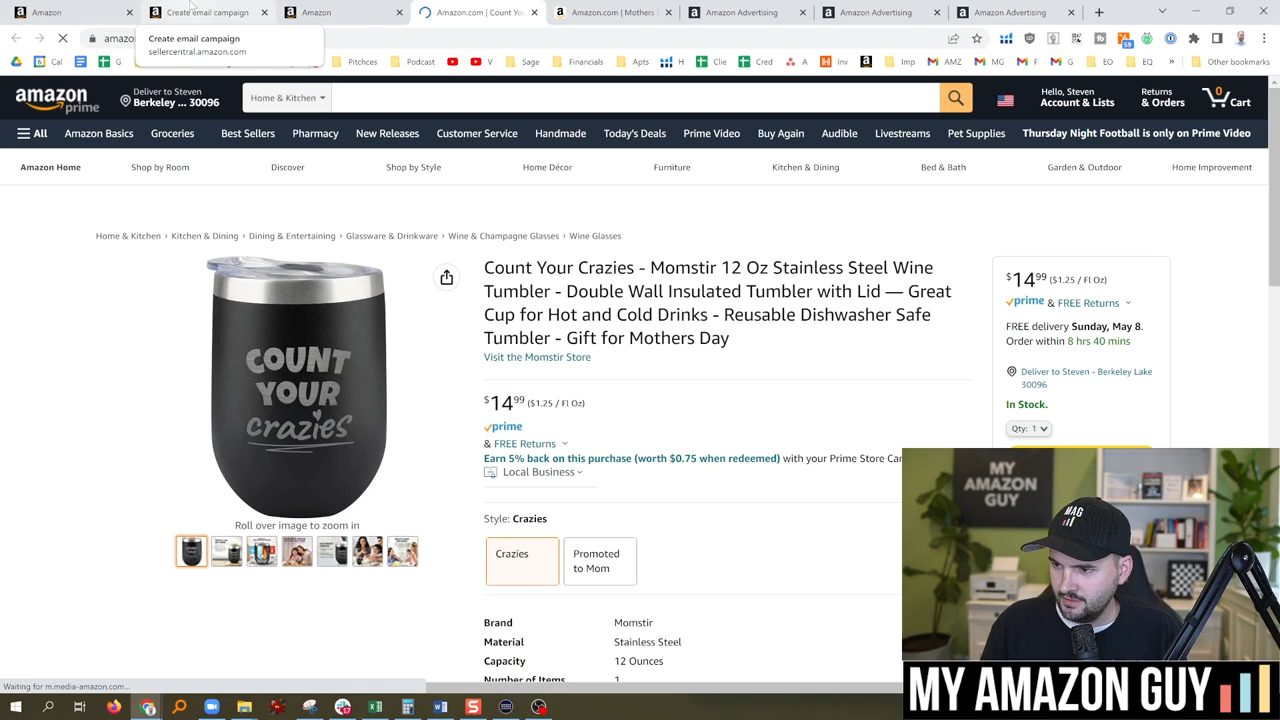 Amazon
Create email campaign
Amazon
Amazon.com | Count Yo
Amazon.com | Mothers
Amazon Advertising
Amazon Advertising
Amazon Advertising
Create email campaign
sellercentral.amazon.com
amazo
Cal
G
Pitchces
Podcast
V
Sage
Financials
Apts
H
Clie
Cred
A
Inv
Imp
AMZ
MG
F
G
EO
EQ
»
Other bookmarks
59
amazon prime
Deliver to Steven
Berkeley ... 30096
Home & Kitchen
Hello, Steven
Account & Lists
Returns
& Orders
0
Cart
All
Amazon Basics
Groceries
Best Sellers
Pharmacy
New Releases
Customer Service
Handmade
Today's Deals
Prime Video
Buy Again
Audible
Livestreams
Pet Supplies
Thursday Night Football is only on Prime Video
Amazon Home
Shop by Room
Discover
Shop by Style
Home Décor
Furniture
Kitchen & Dining
Bed & Bath
Garden & Outdoor
Home Improvement
Home & Kitchen › Kitchen & Dining › Dining & Entertaining › Glassware & Drinkware › Wine & Champagne Glasses › Wine Glasses
COUNT
YOUR
crazies
Roll over image to zoom in
Count Your Crazies - Momstir 12 Oz Stainless Steel Wine
Tumbler - Double Wall Insulated Tumbler with Lid — Great
Cup for Hot and Cold Drinks - Reusable Dishwasher Safe
Tumbler - Gift for Mothers Day
Visit the Momstir Store
$14 99 ($1.25 / Fl Oz)
prime
& FREE Returns
Earn 5% back on this purchase (worth $0.75 when redeemed) with your Prime Store Car
Local Business
Style: Crazies
Crazies
Promoted
to Mom
Brand Momstir
Material Stainless Steel
Capacity 12 Ounces
Number of Items 1
$14 99 ($1.25 / Fl Oz)
prime & FREE Returns
FREE delivery Sunday, May 8.
Order within 8 hrs 40 mins
Deliver to Steven - Berkeley Lake
30096
In Stock.
Qty: 1
MY
AMAZON
GUY
MAG
MY AMAZON GUY
Waiting for m.media-amazon.com...